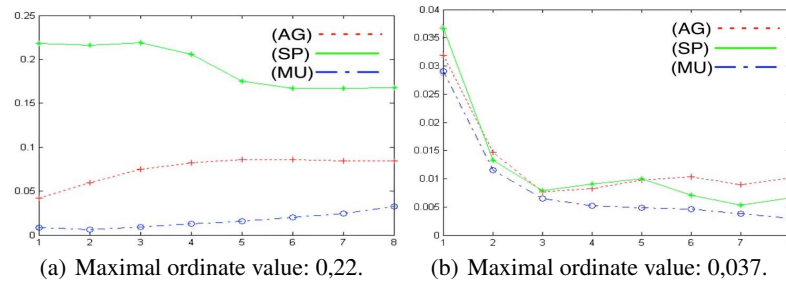 (AG)
(SP)
(MU)
0.25
0.2
0.15
0.1
0.05
0
1 2 3 4 5 6 7 8
(a) Maximal ordinate value: 0,22.
(AG)
(SP)
(MU)
0.04
0.035
0.03
0.025
0.02
0.015
0.01
0.005
0
1 2 3 4 5 6 7
(b) Maximal ordinate value: 0,037.